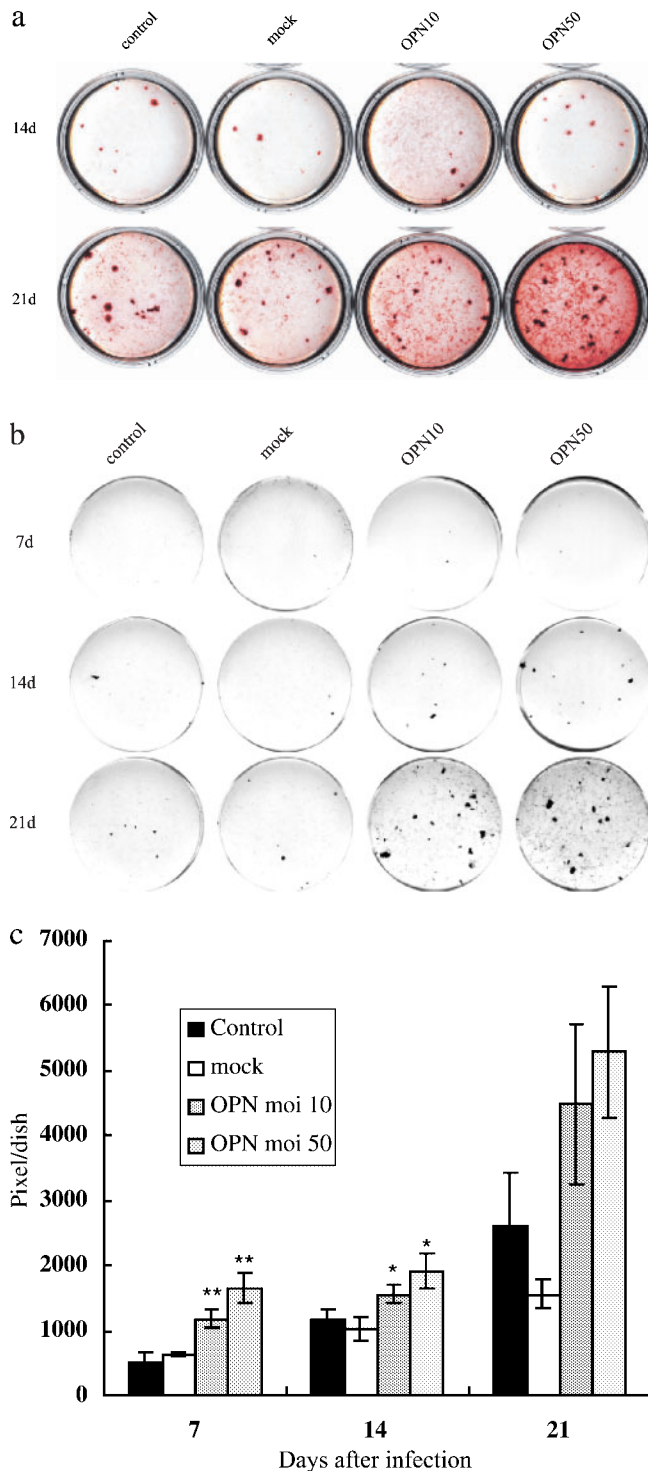 a
control mock OPN10 OPN50
14d
21d
b
control mock OPN10 OPN50
7d
14d
21d
c
7000
6000
5000
4000
3000
2000
1000
0
Pixel/dish
Control
mock
OPN moi 10
OPN moi 50
** **
* *
7 14 21
Days after infection